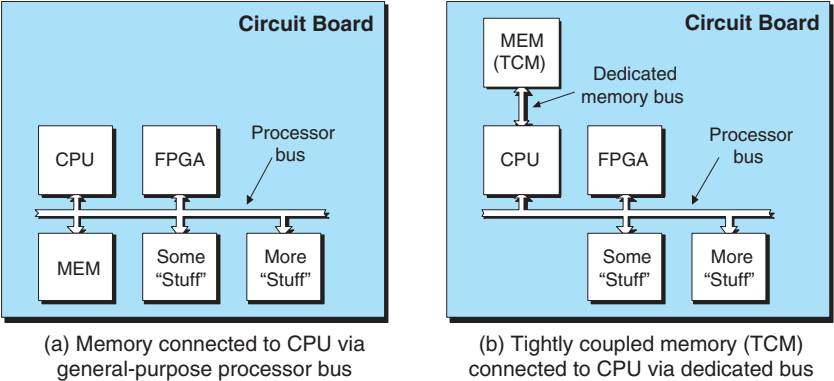 Circuit Board
CPU
FPGA
Processor
bus
MEM
Some
“Stuff”
More
“Stuff”
(a) Memory connected to CPU via
general-purpose processor bus
Circuit Board
MEM
(TCM)
Dedicated
memory bus
CPU
FPGA
Processor
bus
Some
“Stuff”
More
“Stuff”
(b) Tightly coupled memory (TCM)
connected to CPU via dedicated bus